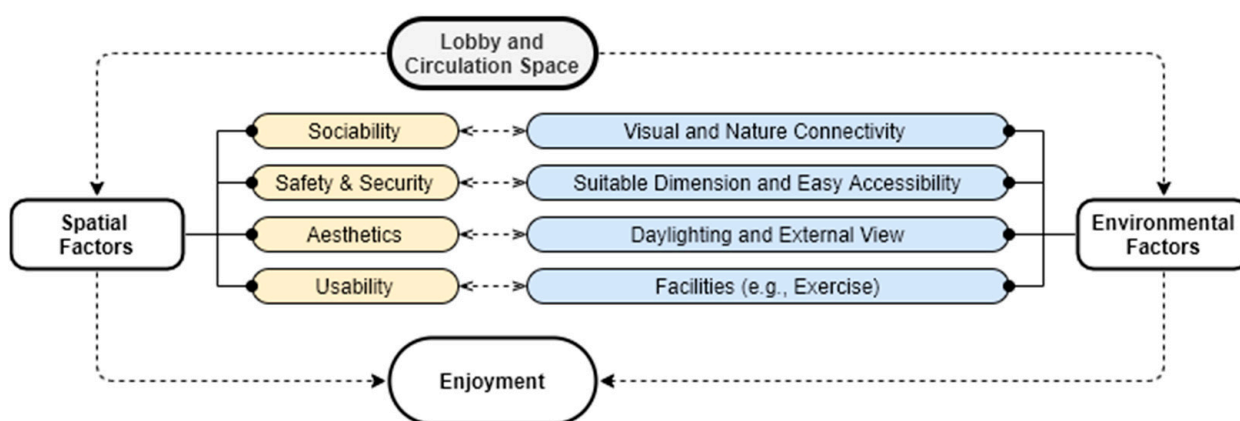 Lobby and
Circulation Space
Sociability
Visual and Nature Connectivity
Safety & Security
Suitable Dimension and Easy Accessibility
Spatial
Factors
Aesthetics
Daylighting and External View
Environmental
Factors
Usability
Facilities (e.g., Exercise)
Enjoyment